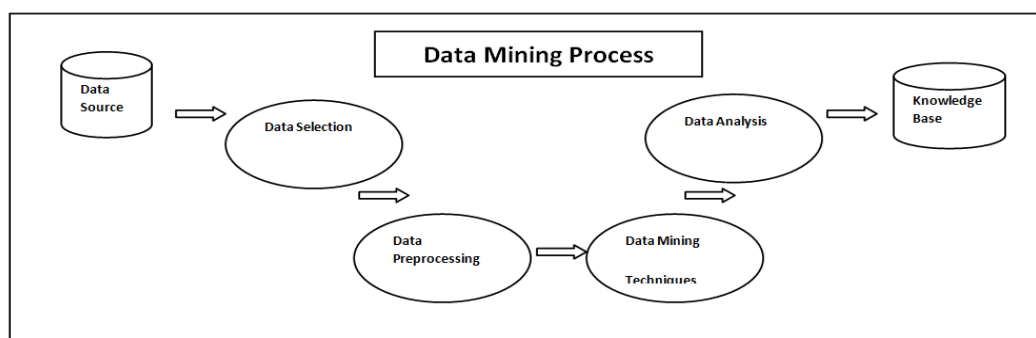 Data Mining Process
Data
Source
Data Selection
Data
Preprocessing
Data Mining
Techniques
Data Analysis
Knowledge
Base